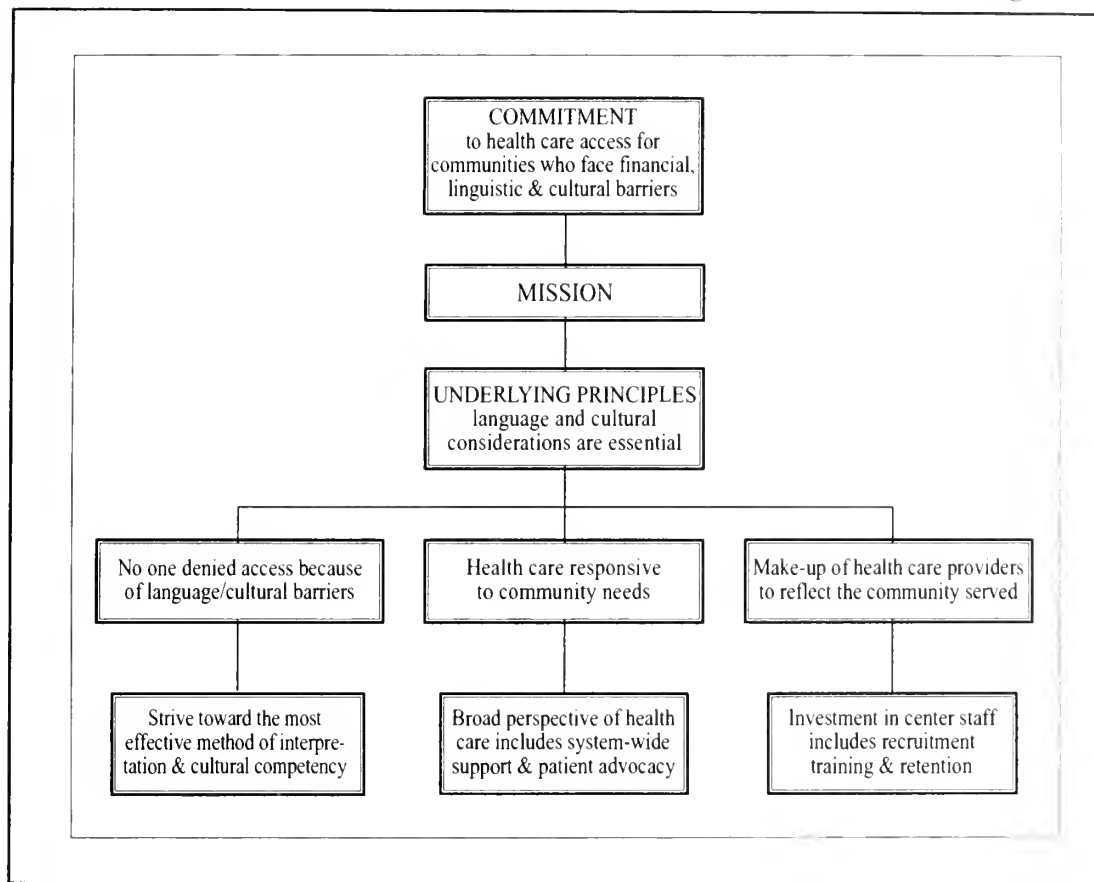 COMMITMENT
to health care access for
communities who face financial,
linguistic & cultural barriers
MISSION
UNDERLYING PRINCIPLES
language and cultural
considerations are essential
No one denied access because
of language/cultural barriers
Health care responsive
to community needs
Make-up of health care providers
to reflect the community served
Strive toward the most
effective method of interpre-
tation & cultural competency
Broad perspective of health
care includes system-wide
support & patient advocacy
Investment in center staff
includes recruitment
training & retention